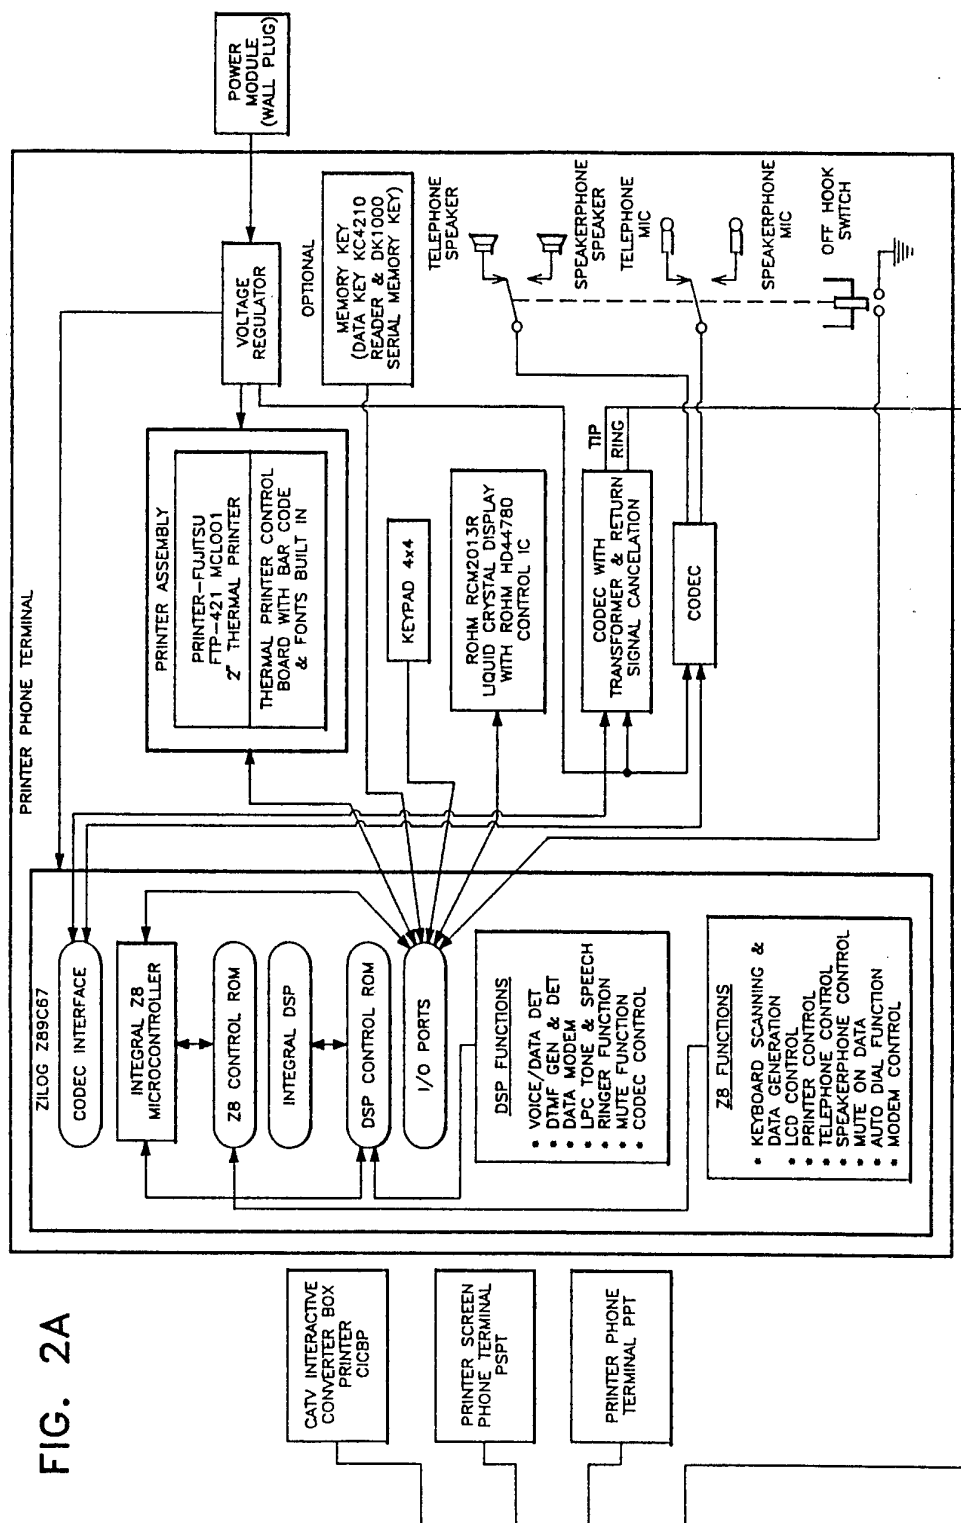 FIG. 2A
PRINTER PHONE TERMINAL
POWER
MODULE
(WALL PLUG)
VOLTAGE
REGULATOR
OPTIONAL
MEMORY KEY
(DATA KEY KC4210
READER & DK1000
SERIAL MEMORY KEY)
PRINTER ASSEMBLY
PRINTER-FUJITSU
FTP-421 MCL001
2" THERMAL PRINTER
THERMAL PRINTER CONTROL
BOARD WITH BAR CODE
& FONTS BUILT IN
KEYPAD 4x4
ROHM RCM2013R
LIQUID CRYSTAL DISPLAY
WITH ROHM HD44780
CONTROL IC
CODEC WITH
TRANSFORMER & RETURN
SIGNAL CANCELATION
TIP
RING
CODEC
TELEPHONE
SPEAKER
SPEAKERPHONE
SPEAKER
TELEPHONE
MIC
SPEAKERPHONE
MIC
OFF HOOK
SWITCH
ZILOG Z89C67
CODEC INTERFACE
INTEGRAL Z8
MICROCONTROLLER
Z8 CONTROL ROM
INTEGRAL DSP
DSP CONTROL ROM
I/O PORTS
DSP FUNCTIONS
• VOICE/DATA DET
• DTMF GEN & DET
• DATA MODEM
• LPC TONE & SPEECH
• RINGER FUNCTION
• MUTE FUNCTION
• CODEC CONTROL
Z8 FUNCTIONS
• KEYBOARD SCANNING &
DATA GENERATION
• LCD CONTROL
• PRINTER CONTROL
• TELEPHONE CONTROL
• SPEAKERPHONE CONTROL
• MUTE ON DATA
• AUTO DIAL FUNCTION
• MODEM CONTROL
CATV INTERACTIVE
CONVERTER BOX
PRINTER
CICBP
PRINTER SCREEN
PHONE TERMINAL
PSPT
PRINTER PHONE
TERMINAL PPT